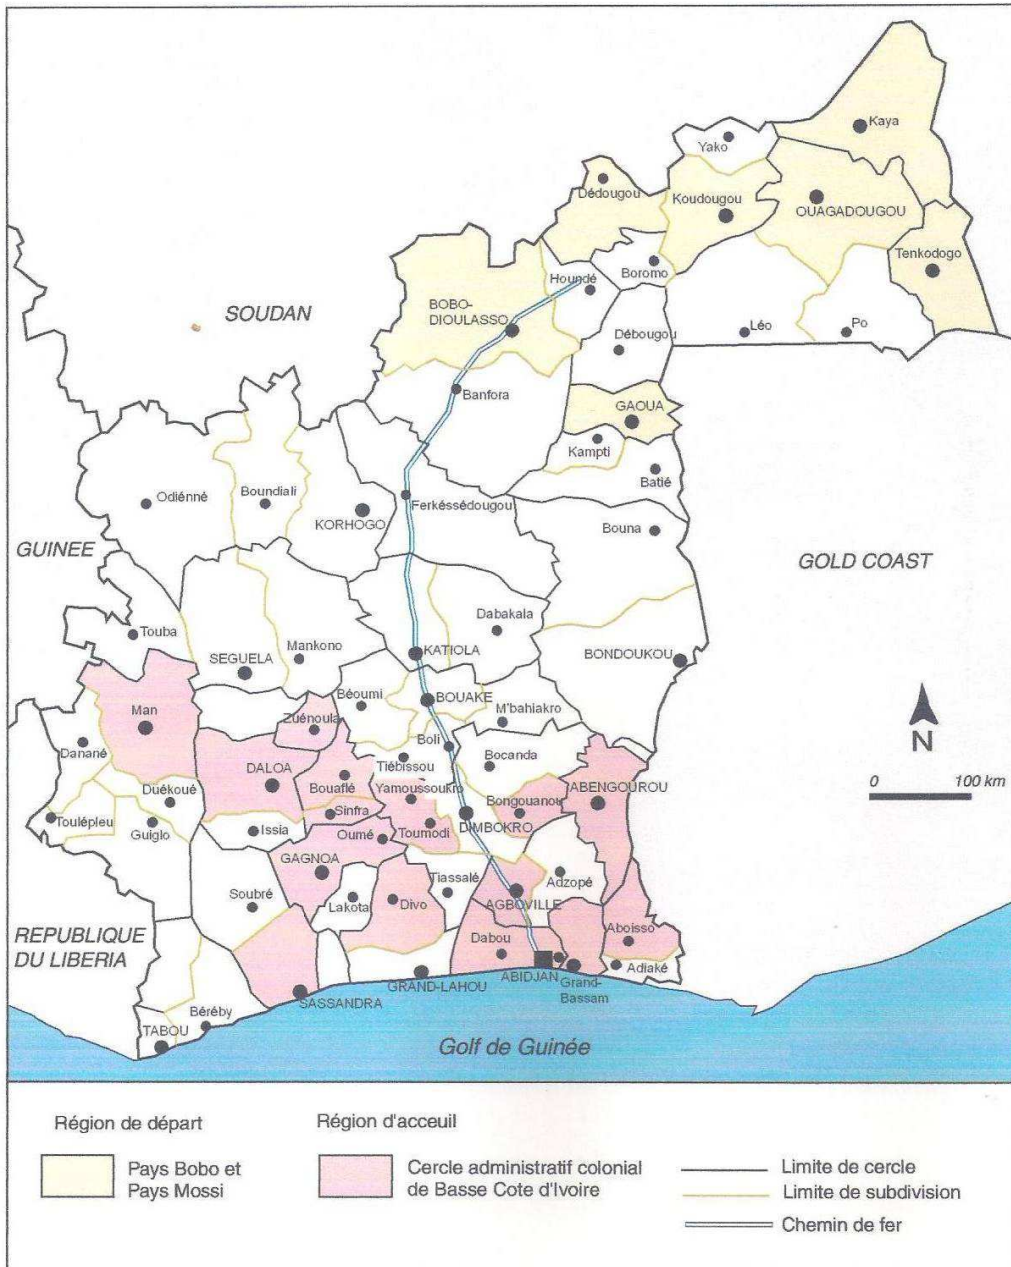 Kaya
Yako
Dédougou
Koudougou
OUAGADOUGOU
Tenkodogo
Boromo
Houndé
SOUDAN
BOBO-
DIOULASSO
Débougou
Léo
Po
Banfora
GAOUA
Kampti
Batié
Odiénné
Boundiali
Ferkéssédougou
KORHOGO
Bouna
GUINEE
GOLD COAST
Touba
Dabakala
SEGUELA
Mankono
KATIOLA
BONDOUKOU
Man
Béoumi
BOUAKE
M'bahiakro
Zuénoula
N
Danané
Boli
Bocanda
Tiébissou
DALOA
Bouaflé
Yamoussoukro
ABENGOUROU
0 100 km
Duékoué
Bongouanou
Toulépleu
Guiglo
Sinfra
Issia
Oumé
Toumodi
DIMBOKRO
GAGNOA
Tiassalé
Adzopé
Soubré
Lakota
Divo
AGBOVILLE
REPUBLIQUE
DU LIBERIA
Dabou
Aboisso
ABIDJAN
Adiaké
GRAND-LAHOU
Grand-
Bassam
SASSANDRA
Béréby
TABOU
Golf de Guinée
Région de départ
Région d'acceuil
Pays Bobo et
Pays Mossi
Cercle administratif colonial
de Basse Cote d'Ivoire
Limite de cercle
Limite de subdivision
Chemin de fer